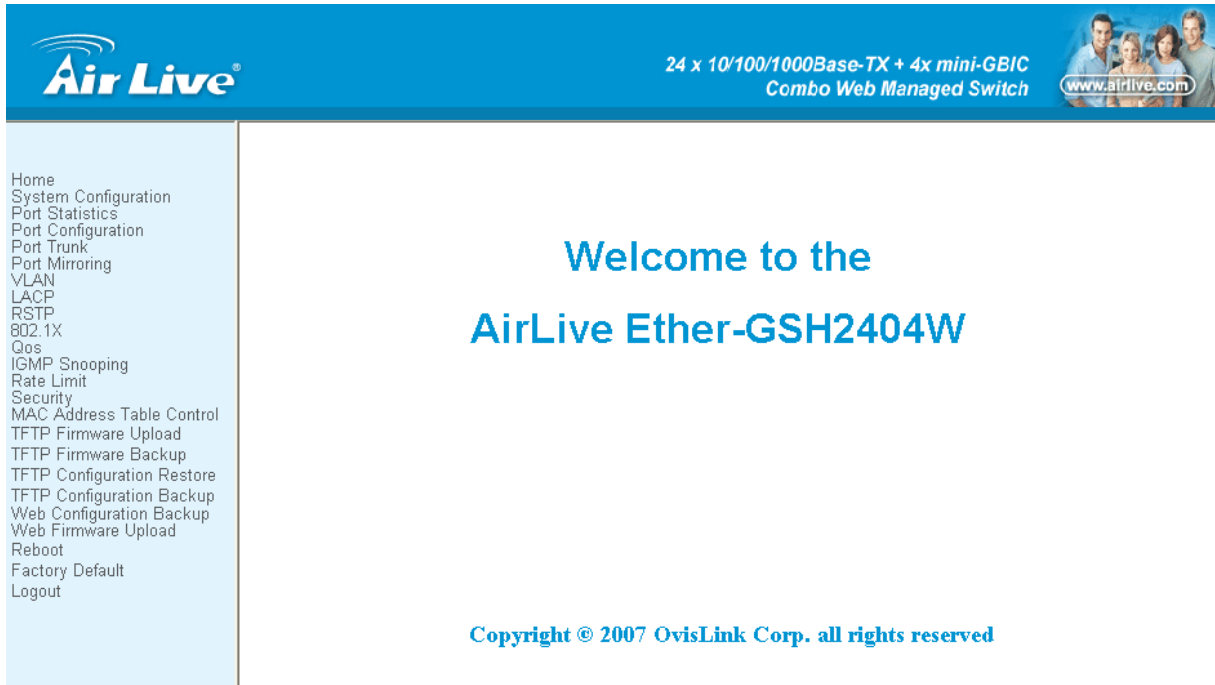 Air Live®
24 x 10/100/1000Base-TX + 4x mini-GBIC
Combo Web Managed Switch
www.airlive.com
Home
System Configuration
Port Statistics
Port Configuration
Port Trunk
Port Mirroring
VLAN
LACP
RSTP
802.1X
Qos
IGMP Snooping
Rate Limit
Security
MAC Address Table Control
TFTP Firmware Upload
TFTP Firmware Backup
TFTP Configuration Restore
TFTP Configuration Backup
Web Configuration Backup
Web Firmware Upload
Reboot
Factory Default
Logout
Welcome to the
AirLive Ether-GSH2404W
Copyright © 2007 OvisLink Corp. all rights reserved